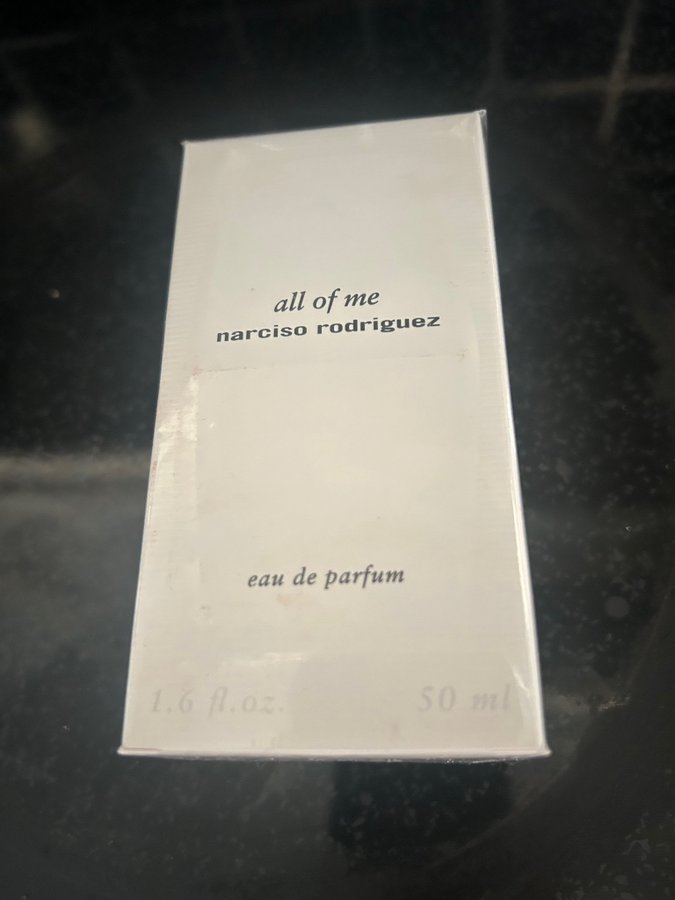 all of me
narciso rodriguez
eau de parfum
1.6 fl.oz. 50 ml